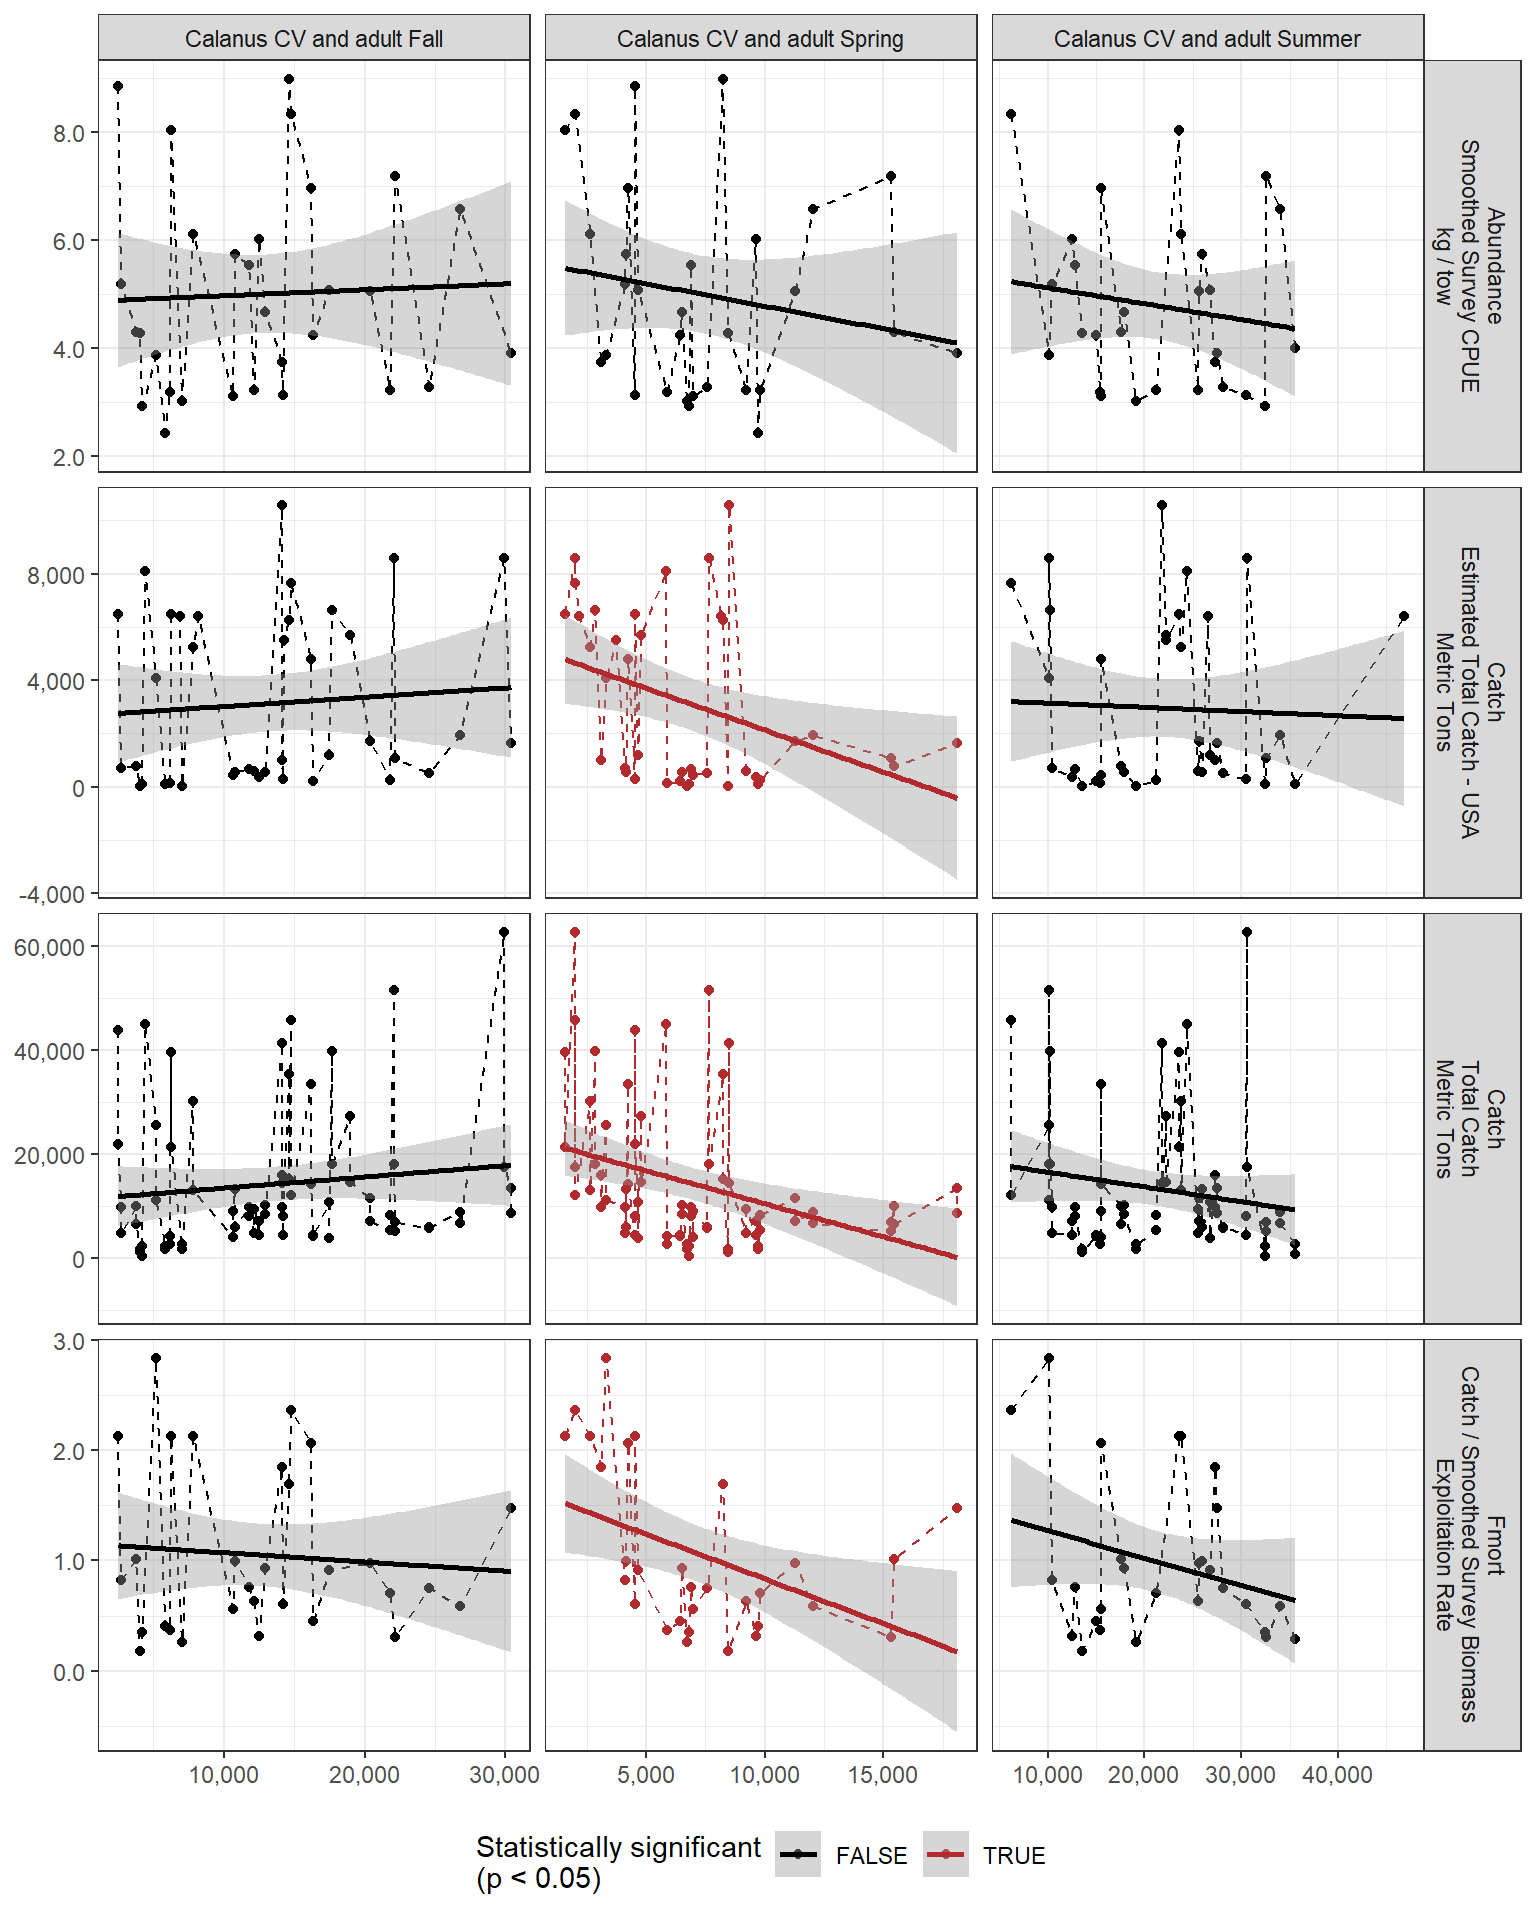 Calanus CV and adult Fall
Calanus CV and adult Spring
Calanus CV and adult Summer
8.0
6.0
4.0
2.0
Abundance
Smoothed Survey CPUE
kg / tow
8,000
4,000
0
-4,000
Catch
Estimated Total Catch - USA
Metric Tons
60,000
40,000
20,000
0
Catch
Total Catch
Metric Tons
3.0
2.0
1.0
0.0
Fmort
Catch / Smoothed Survey Biomass
Exploitation Rate
10,000 20,000 30,000
5,000 10,000 15,000
10,000 20,000 30,000 40,000
Statistically significant
(p < 0.05)
FALSE
TRUE